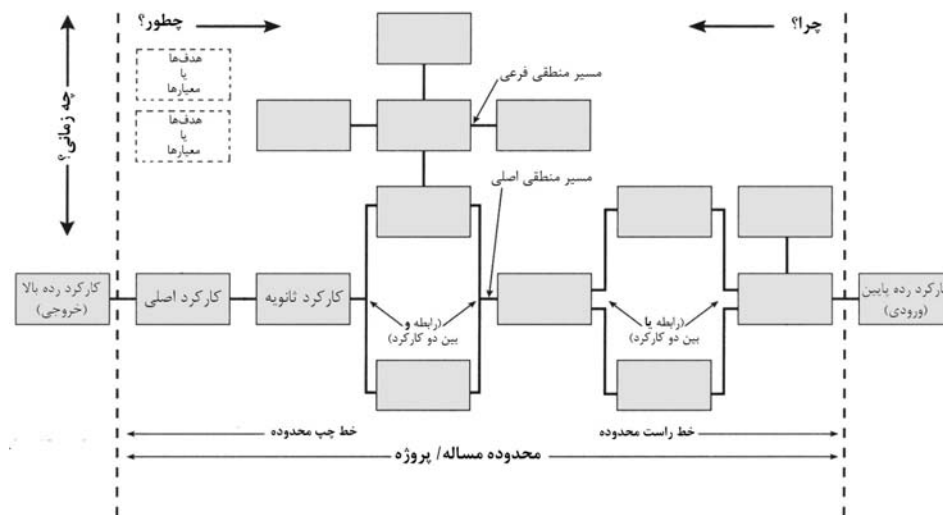 چرا؟
چطور؟
چه زمانی؟
هدف‌ها
یا
معیارها
هدف‌ها
یا
معیارها
مسیر منطقی فرعی
مسیر منطقی اصلی
کارکرد رده پایین
(ورودی)
کارکرد ثانویه
کارکرد اصلی
کارکرد رده بالا
(خروجی)
(رابطه یا
بین دو کارکرد)
(رابطه و
بین دو کارکرد)
خط راست محدوده
خط چپ محدوده
محدوده مساله/ پروژه